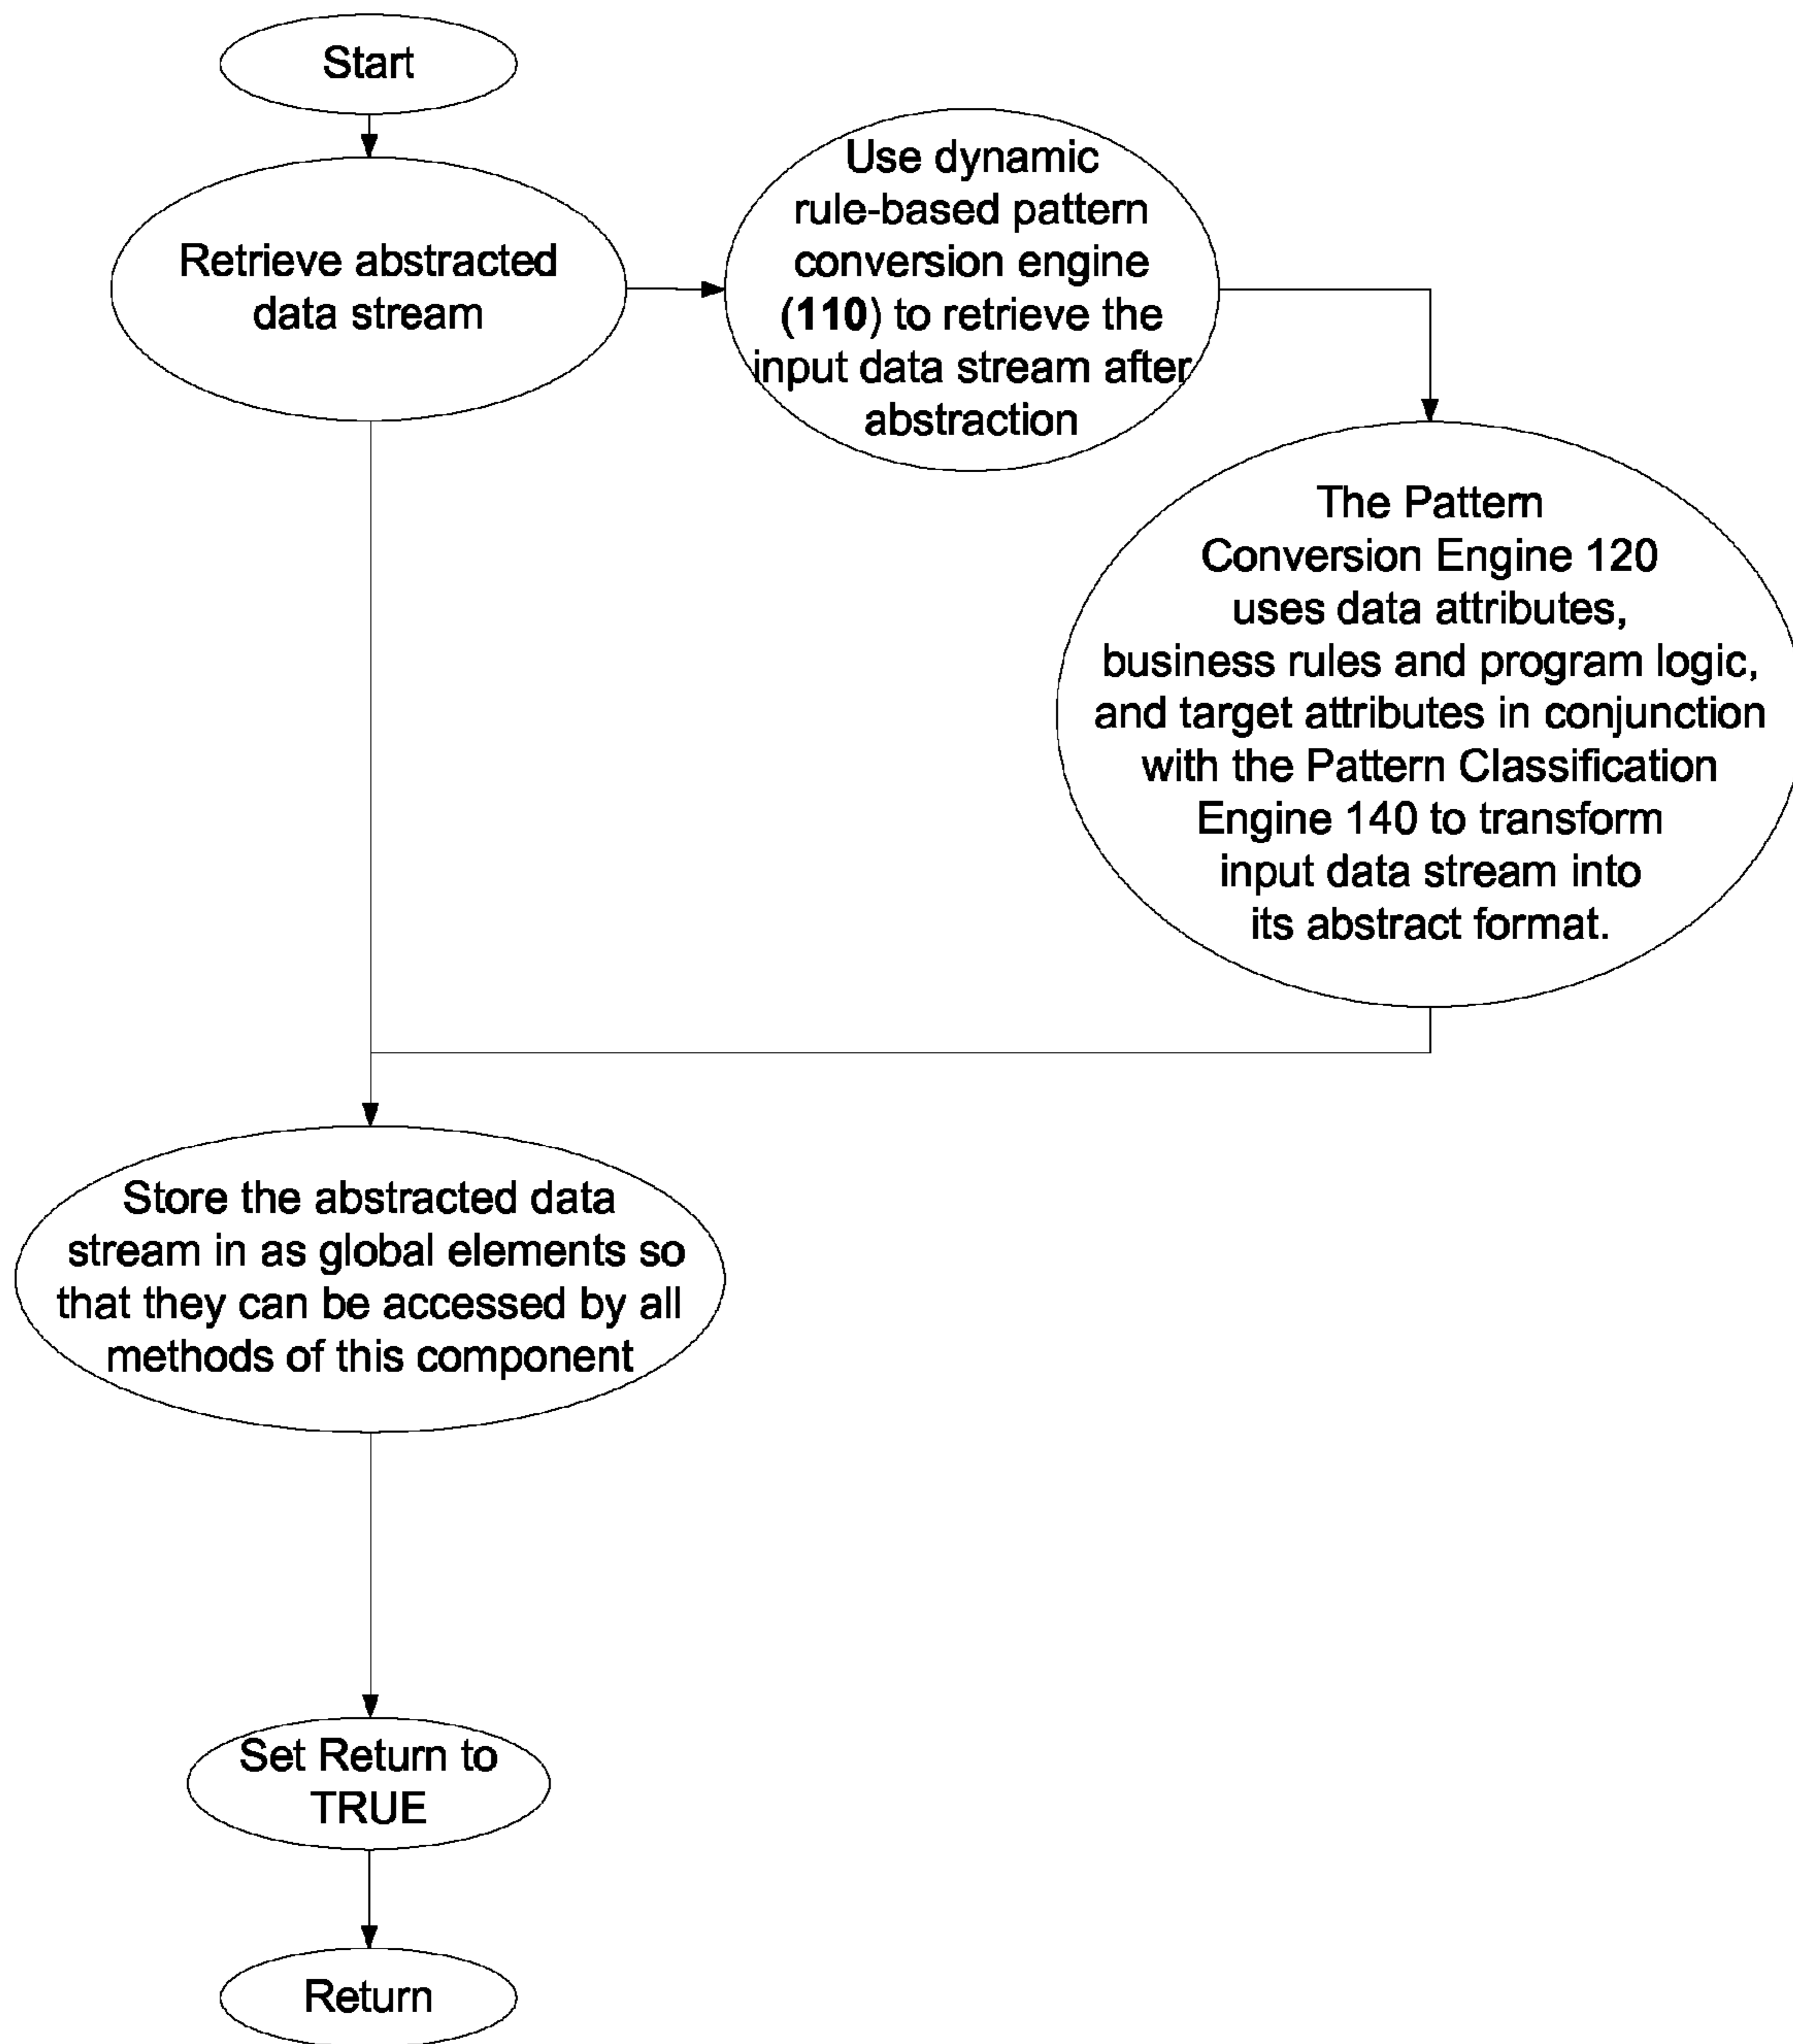 Start
Retrieve abstracted
data stream
Use dynamic
rule-based pattern
conversion engine
(110) to retrieve the
input data stream after
abstraction
The Pattern
Conversion Engine 120
uses data attributes,
business rules and program logic,
and target attributes in conjunction
with the Pattern Classification
Engine 140 to transform
input data stream into
its abstract format.
Store the abstracted data
stream in as global elements so
that they can be accessed by all
methods of this component
Set Return to
TRUE
Return